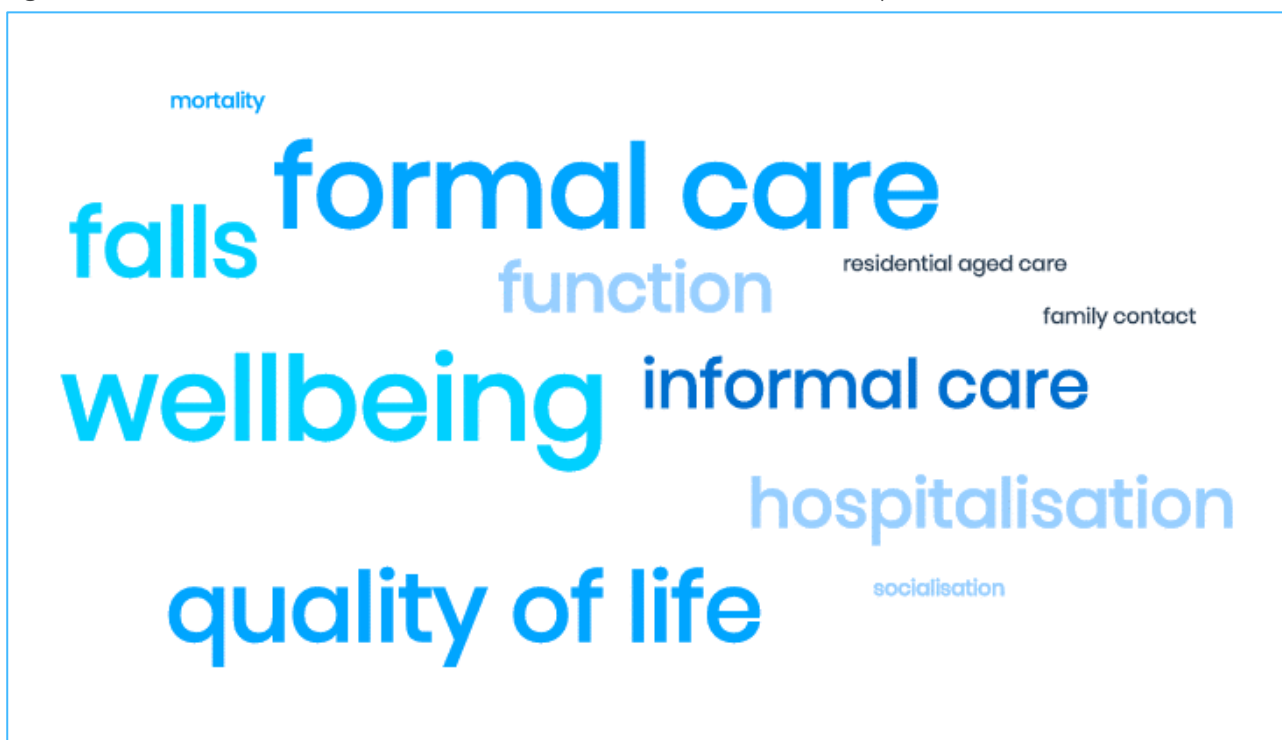 mortality
formal care
falls
function
residential aged care
family contact
wellbeing
informal care
hospitalisation
quality of life
socialisation